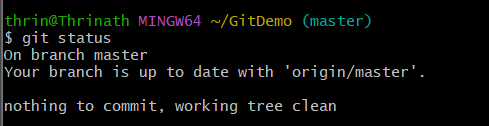 thrin@Thrinath MINGW64 ~/GitDemo (master)
$ git status
On branch master
Your branch is up to date with 'origin/master'.
nothing to commit, working tree clean